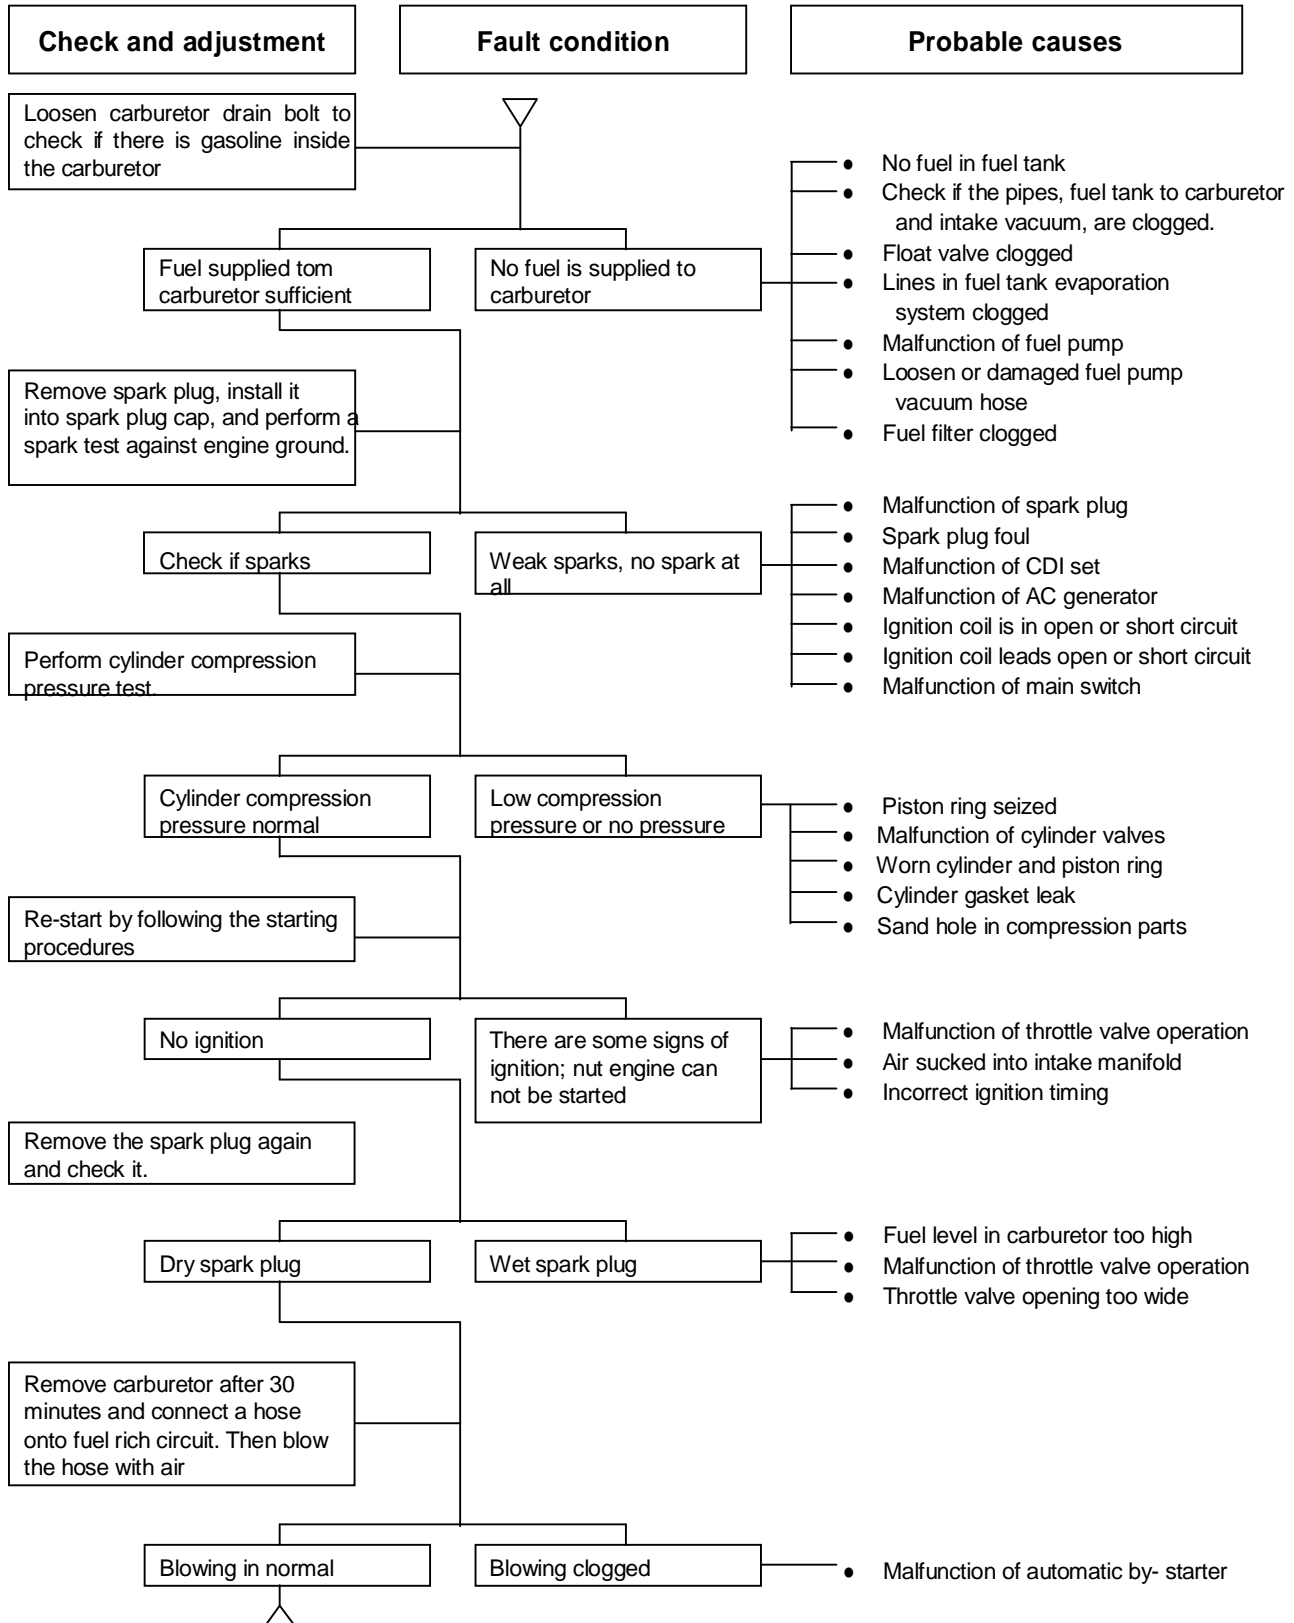 Check and adjustment
Fault condition
Probable causes
Loosen carburetor drain bolt to
check if there is gasoline inside
the carburetor
No fuel in fuel tank
Check if the pipes, fuel tank to carburetor
and intake vacuum, are clogged.
Float valve clogged
Lines in fuel tank evaporation
system clogged
Malfunction of fuel pump
Loosen or damaged fuel pump
vacuum hose
Fuel filter clogged
Fuel supplied tom
carburetor sufficient
No fuel is supplied to
carburetor
Remove spark plug, install it
into spark plug cap, and perform a
spark test against engine ground.
Malfunction of spark plug
Spark plug foul
Malfunction of CDI set
Malfunction of AC generator
Ignition coil is in open or short circuit
Ignition coil leads open or short circuit
Malfunction of main switch
Check if sparks
Weak sparks, no spark at
all
Perform cylinder compression
pressure test.
Cylinder compression
pressure normal
Low compression
pressure or no pressure
Piston ring seized
Malfunction of cylinder valves
Worn cylinder and piston ring
Cylinder gasket leak
Sand hole in compression parts
Re-start by following the starting
procedures
No ignition
There are some signs of
ignition; nut engine can
not be started
Malfunction of throttle valve operation
Air sucked into intake manifold
Incorrect ignition timing
Remove the spark plug again
and check it.
Dry spark plug
Wet spark plug
Fuel level in carburetor too high
Malfunction of throttle valve operation
Throttle valve opening too wide
Remove carburetor after 30
minutes and connect a hose
onto fuel rich circuit. Then blow
the hose with air
Blowing in normal
Blowing clogged
Malfunction of automatic by- starter